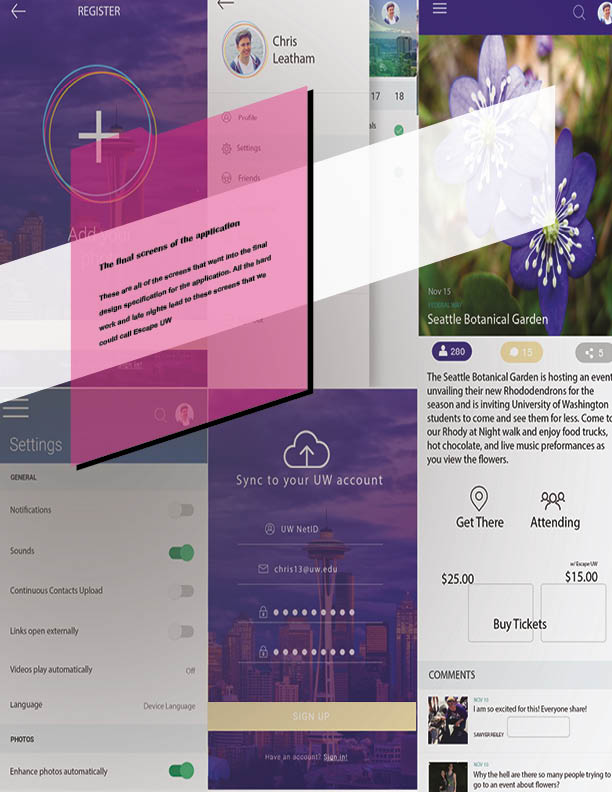 REGISTER
Add your
SIGN IN!
Chris
Leatham
Profile
Settings
Friends
17 18
The final screens of the application
These are all of the screens that went into the final
design specification for the application. All the hard
work and late nights lead to these screens that we
could call Escape UW
Settings
GENERAL
Notifications
Sounds
Continuous Contacts Upload
Links open externally
Videos play automatically Off
Language Device Language
PHOTOS
Enhance photos automatically
Sync to your UW account
UW NetID
chris13@uw.edu
SIGN UP
Have an account? Sign in!
Nov 15
FEDERAL WAY
Seattle Botanical Garden
280 15 5
The Seattle Botanical Garden is hosting an event
unvailing their new Rhododendrons for the
season and is inviting University of Washington
students to come and see them for less. Come to
our Rhody at Night walk and enjoy food trucks,
hot chocolate, and live music preformances as
you view the flowers.
Get There Attending
w/ Escape UW
$25.00 $15.00
Buy Tickets
COMMENTS
NOV 10
I am so excited for this! Everyone share!
SAWYER REILEY
NOV 10
Why the hell are there so many people trying to
go to an event about flowers?